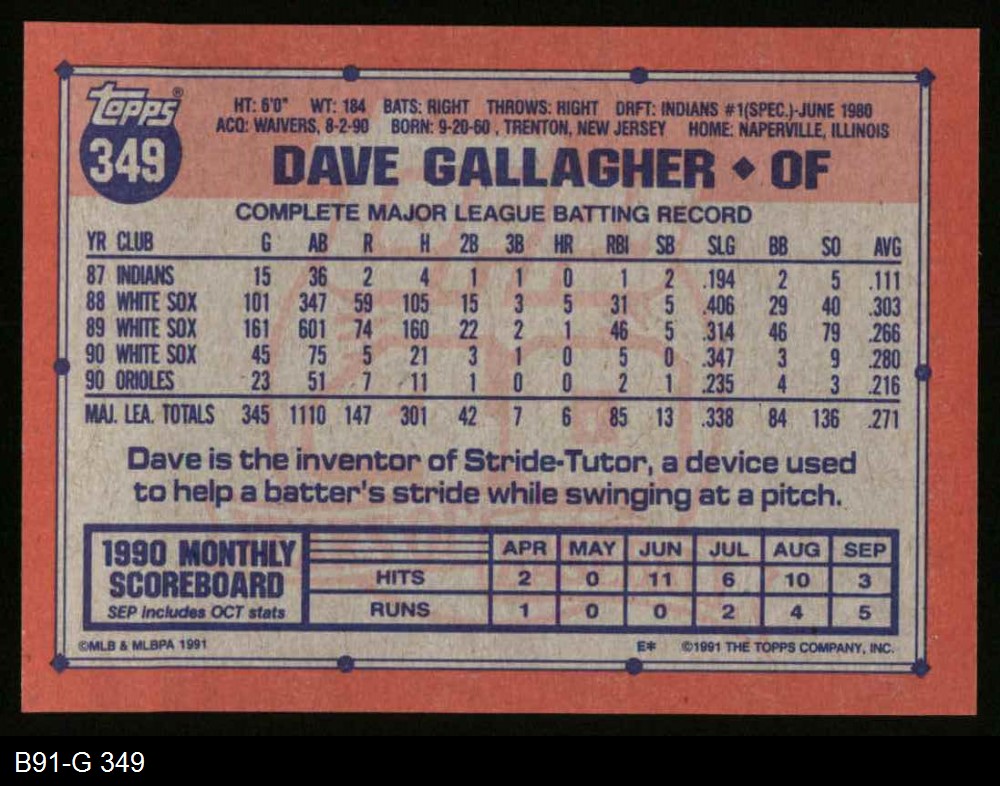 Topps®
349
HT: 6'0" WT: 184 BATS: RIGHT THROWS: RIGHT DRFT: INDIANS #1(SPEC.)-JUNE 1980
ACQ: WAIVERS, 8-2-90 BORN: 9-20-60, TRENTON, NEW JERSEY HOME: NAPERVILLE, ILLINOIS
DAVE GALLAGHER ◆ OF
COMPLETE MAJOR LEAGUE BATTING RECORD
YR CLUB G AB R H 2B 3B HR RBI SB SLG BB SO AVG
87 INDIANS 15 36 2 4 1 1 0 1 2 .194 2 5 .111
88 WHITE SOX 101 347 59 105 15 3 5 31 5 .406 29 40 .303
89 WHITE SOX 161 601 74 160 22 2 1 46 5 .314 46 79 .266
90 WHITE SOX 45 75 5 21 3 1 0 5 0 .347 3 9 .280
90 ORIOLES 23 51 7 11 1 0 0 2 1 .235 4 3 .216
MAJ. LEA. TOTALS 345 1110 147 301 42 7 6 85 13 .338 84 136 .271
Dave is the inventor of Stride-Tutor, a device used
to help a batter's stride while swinging at a pitch.
1990 MONTHLY
SCOREBOARD
SEP includes OCT stats
APR MAY JUN JUL AUG SEP
HITS 2 0 11 6 10 3
RUNS 1 0 0 2 4 5
©MLB & MLBPA 1991 E* ©1991 THE TOPPS COMPANY, INC.
B91-G 349